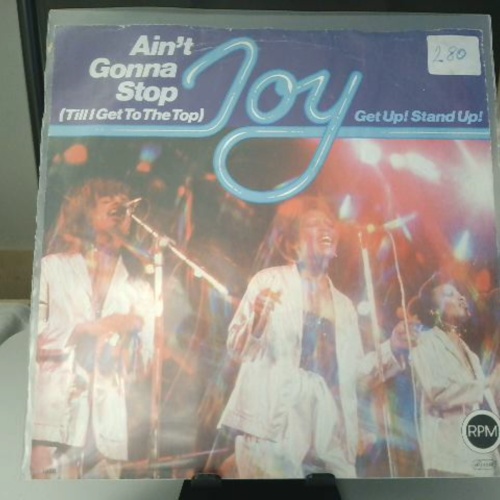 Ain't
Gonna
Stop
(Till I Get To The Top)
Joy
Get Up! Stand Up!
2.80
RPM